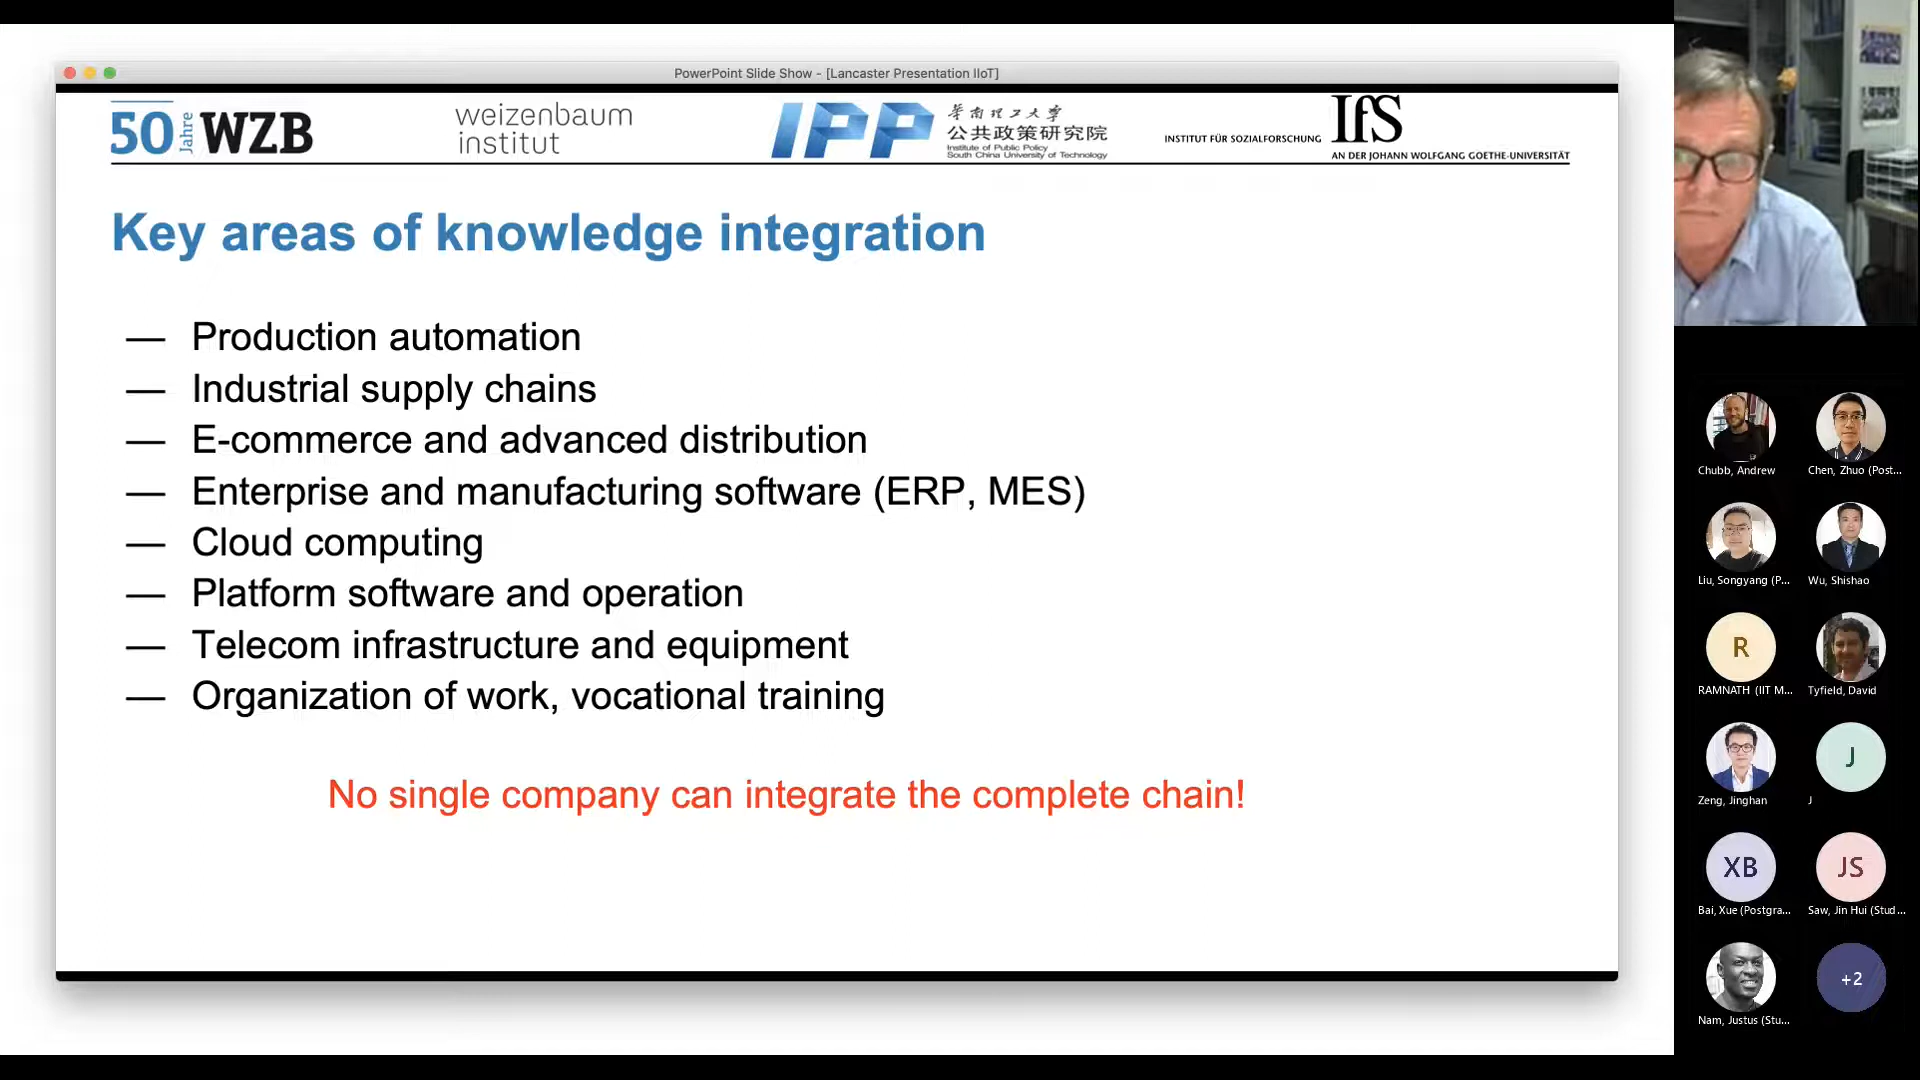 PowerPoint Slide Show - [Lancaster Presentation IIoT]
50 Jahre WZB
weizenbaum
institut
IPP
华南理工大学
公共政策研究院
Institute of Public Policy
South China University of Technology
INSTITUT FÜR SOZIALFORSCHUNG IfS
AN DER JOHANN WOLFGANG GOETHE-UNIVERSITÄT
Key areas of knowledge integration
— Production automation
— Industrial supply chains
— E-commerce and advanced distribution
— Enterprise and manufacturing software (ERP, MES)
— Cloud computing
— Platform software and operation
— Telecom infrastructure and equipment
— Organization of work, vocational training
No single company can integrate the complete chain!
Chubb, Andrew
Chen, Zhuo (Post...
Liu, Songyang (P...
Wu, Shishao
R
RAMNATH (IIT M...
Tyfield, David
Zeng, Jinghan
J
J
XB
Bai, Xue (Postgra...
JS
Saw, Jin Hui (Stud...
Nam, Justus (Stu...
+2